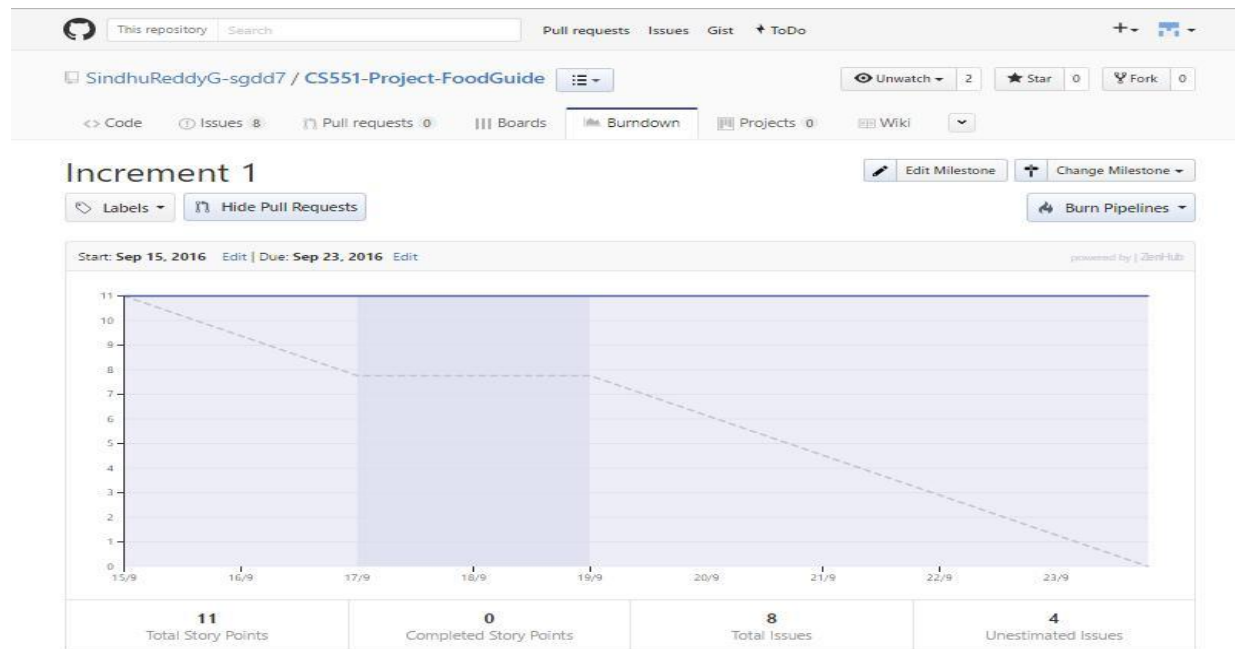 This repository Search Pull requests Issues Gist ToDo
SindhuReddyG-sgdd7 / CS551-Project-FoodGuide Unwatch 2 Star 0 Fork 0
<> Code Issues 8 Pull requests 0 Boards Burndown Projects 0 Wiki
Increment 1 Edit Milestone Change Milestone
Labels Hide Pull Requests Burn Pipelines
Start: Sep 15, 2016 Edit | Due: Sep 23, 2016 Edit powered by | ZenHub
11
10
9
8
7
6
5
4
3
2
1
0
15/9 16/9 17/9 18/9 19/9 20/9 21/9 22/9 23/9
11 0 8 4
Total Story Points Completed Story Points Total Issues Unestimated Issues